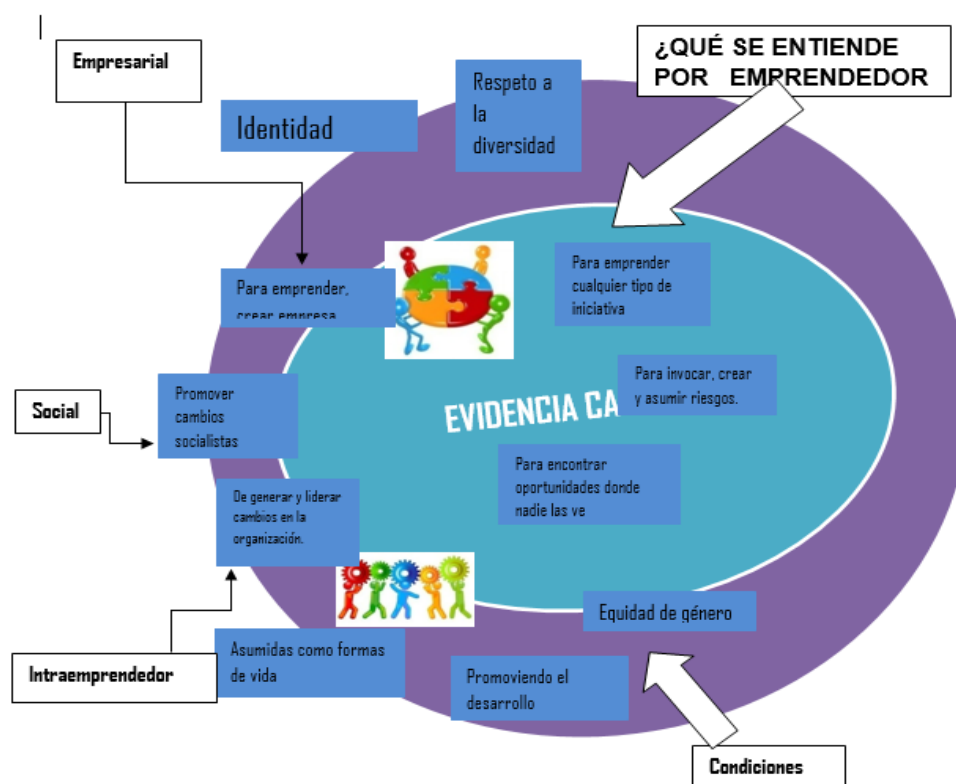 Empresarial
¿QUÉ SE ENTIENDE
POR EMPRENDEDOR
Respeto a
la
diversidad
Identidad
Para emprender
cualquier tipo de
iniciativa
Para emprender,
crear empresa
Para invocar, crear
y asumir riesgos.
Promover
cambios
socialistas
Social
EVIDENCIA CA
Para encontrar
oportunidades donde
nadie las ve
De generar y liderar
cambios en la
organización.
Equidad de género
Asumidas como formas
de vida
Intraemprendedor
Promoviendo el
desarrollo
Condiciones